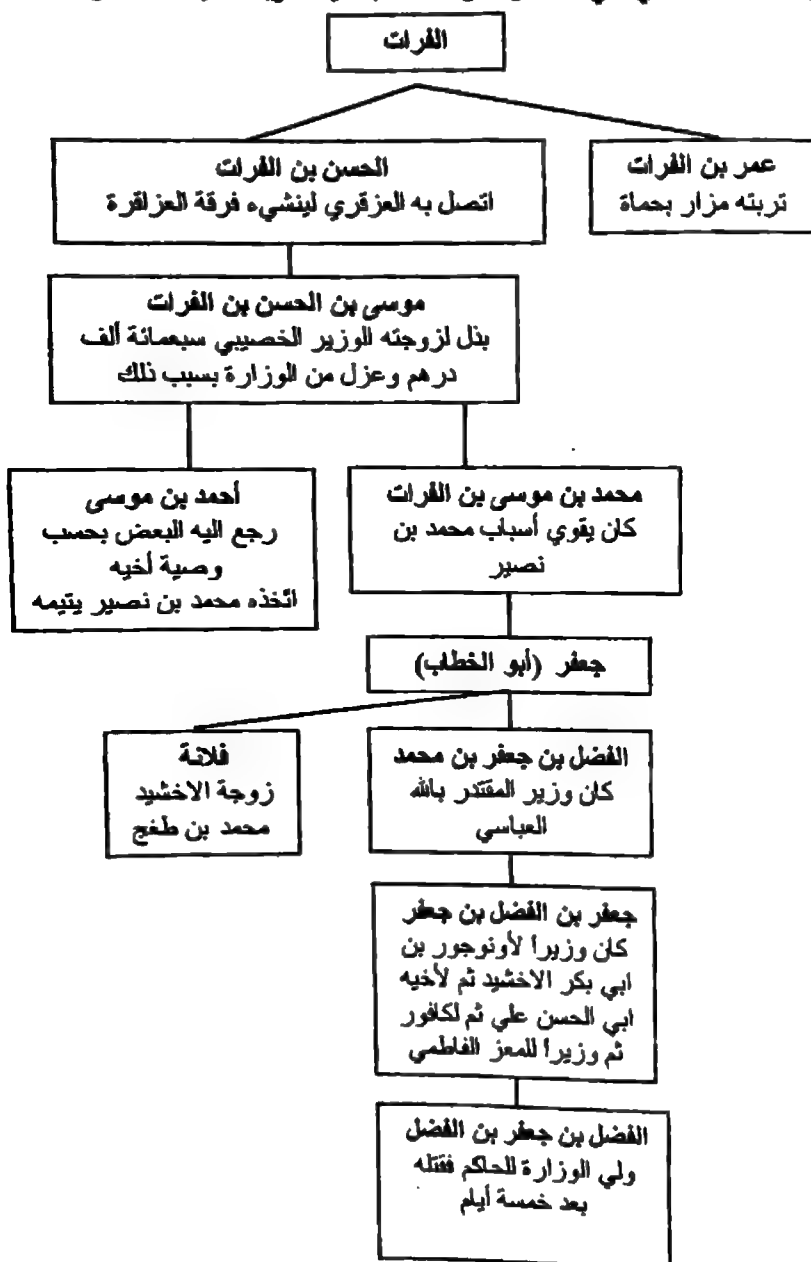 الفرات
عمر بن الفرات
تربته مزار بحماة
الحسن بن الفرات
اتصل به العزقري لينشيء فرقة العزاقرة
موسى بن الحسن بن الفرات
بذل لزوجته الوزير الخصيبي سبعمائة ألف
درهم وعزل من الوزارة بسبب ذلك
محمد بن موسى بن الفرات
كان يقوي أسباب محمد بن
نصير
أحمد بن موسى
رجع اليه البعض بحسب
وصية أخيه
اتخذه محمد بن نصير يتيمه
جعفر (أبو الخطاب)
الفضل بن جعفر بن محمد
كان وزير المقتدر بالله
العباسي
فلانة
زوجة الاخشيد
محمد بن طغج
جعفر بن الفضل بن جعفر
كان وزيراً لأونوجور بن
ابي بكر الاخشيد ثم لأخيه
ابي الحسن علي ثم لكافور
ثم وزيراً للمعز الفاطمي
الفضل بن جعفر بن الفضل
ولي الوزارة للحاكم فقتله
بعد خمسة أيام